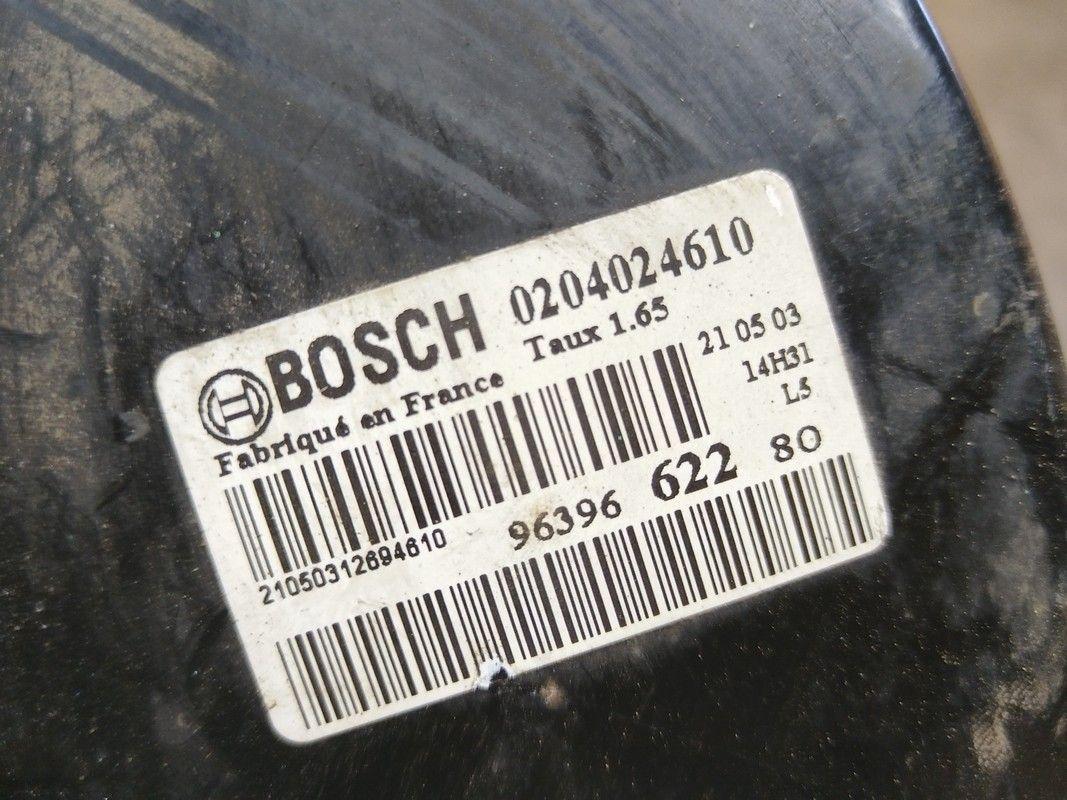 BOSCH 0204024610
Fabriqué en France Taux 1.65
21 05 03
14H31
L5
21050312694610
96396 622 80